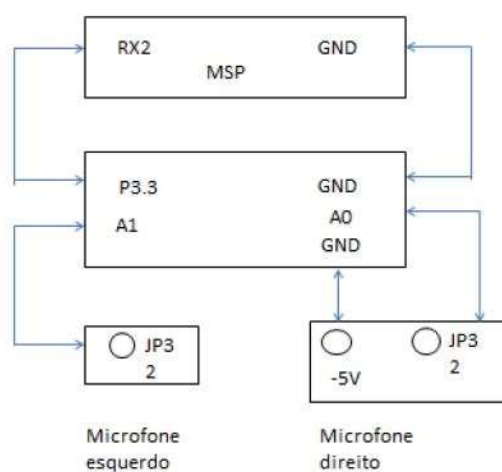 RX2 GND
MSP
P3.3 GND
A1 A0
GND
JP3
2
JP3
2
-5V
Microfone
esquerdo
Microfone
direito